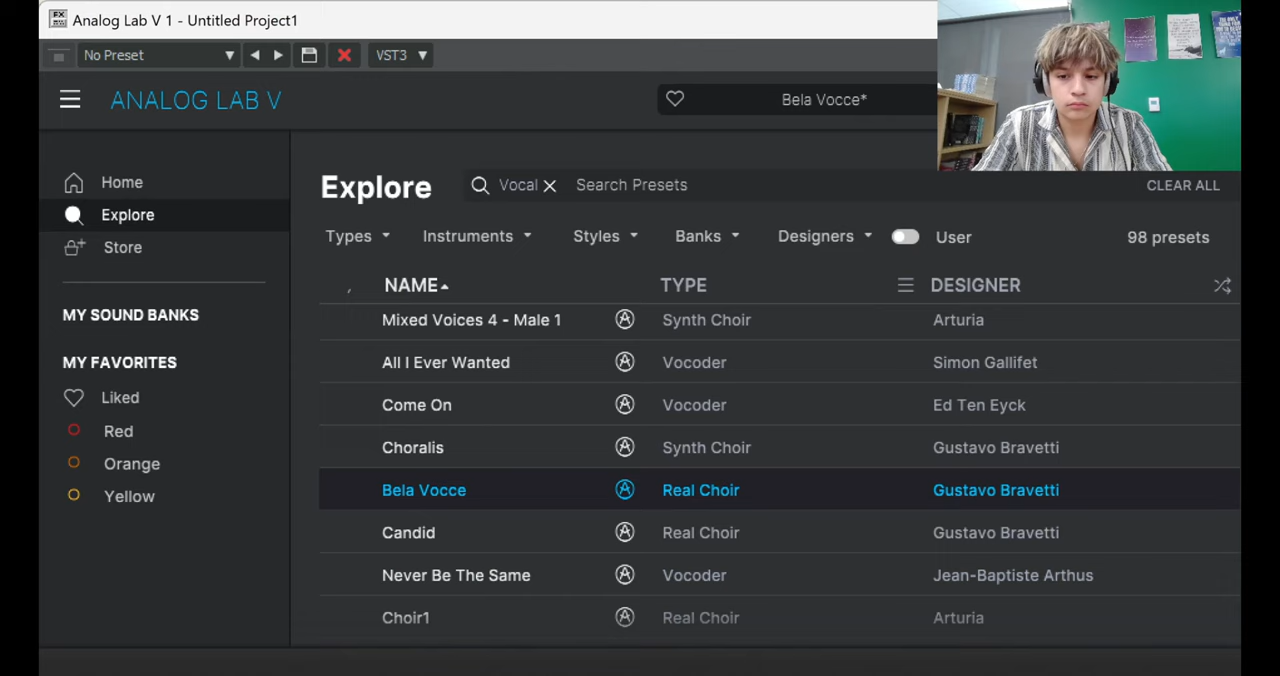 Analog Lab V 1 - Untitled Project1
FX
No Preset
VST3
ANALOG LAB V
Bela Vocce*
Home
Explore
Store
MY SOUND BANKS
MY FAVORITES
Liked
Red
Orange
Yellow
Explore
Vocal
Search Presets
CLEAR ALL
Types
Instruments
Styles
Banks
Designers
User
98 presets
NAME TYPE DESIGNER
Mixed Voices 4 - Male 1 Synth Choir Arturia
All I Ever Wanted Vocoder Simon Gallifet
Come On Vocoder Ed Ten Eyck
Choralis Synth Choir Gustavo Bravetti
Bela Vocce Real Choir Gustavo Bravetti
Candid Real Choir Gustavo Bravetti
Never Be The Same Vocoder Jean-Baptiste Arthus
Choir1 Real Choir Arturia